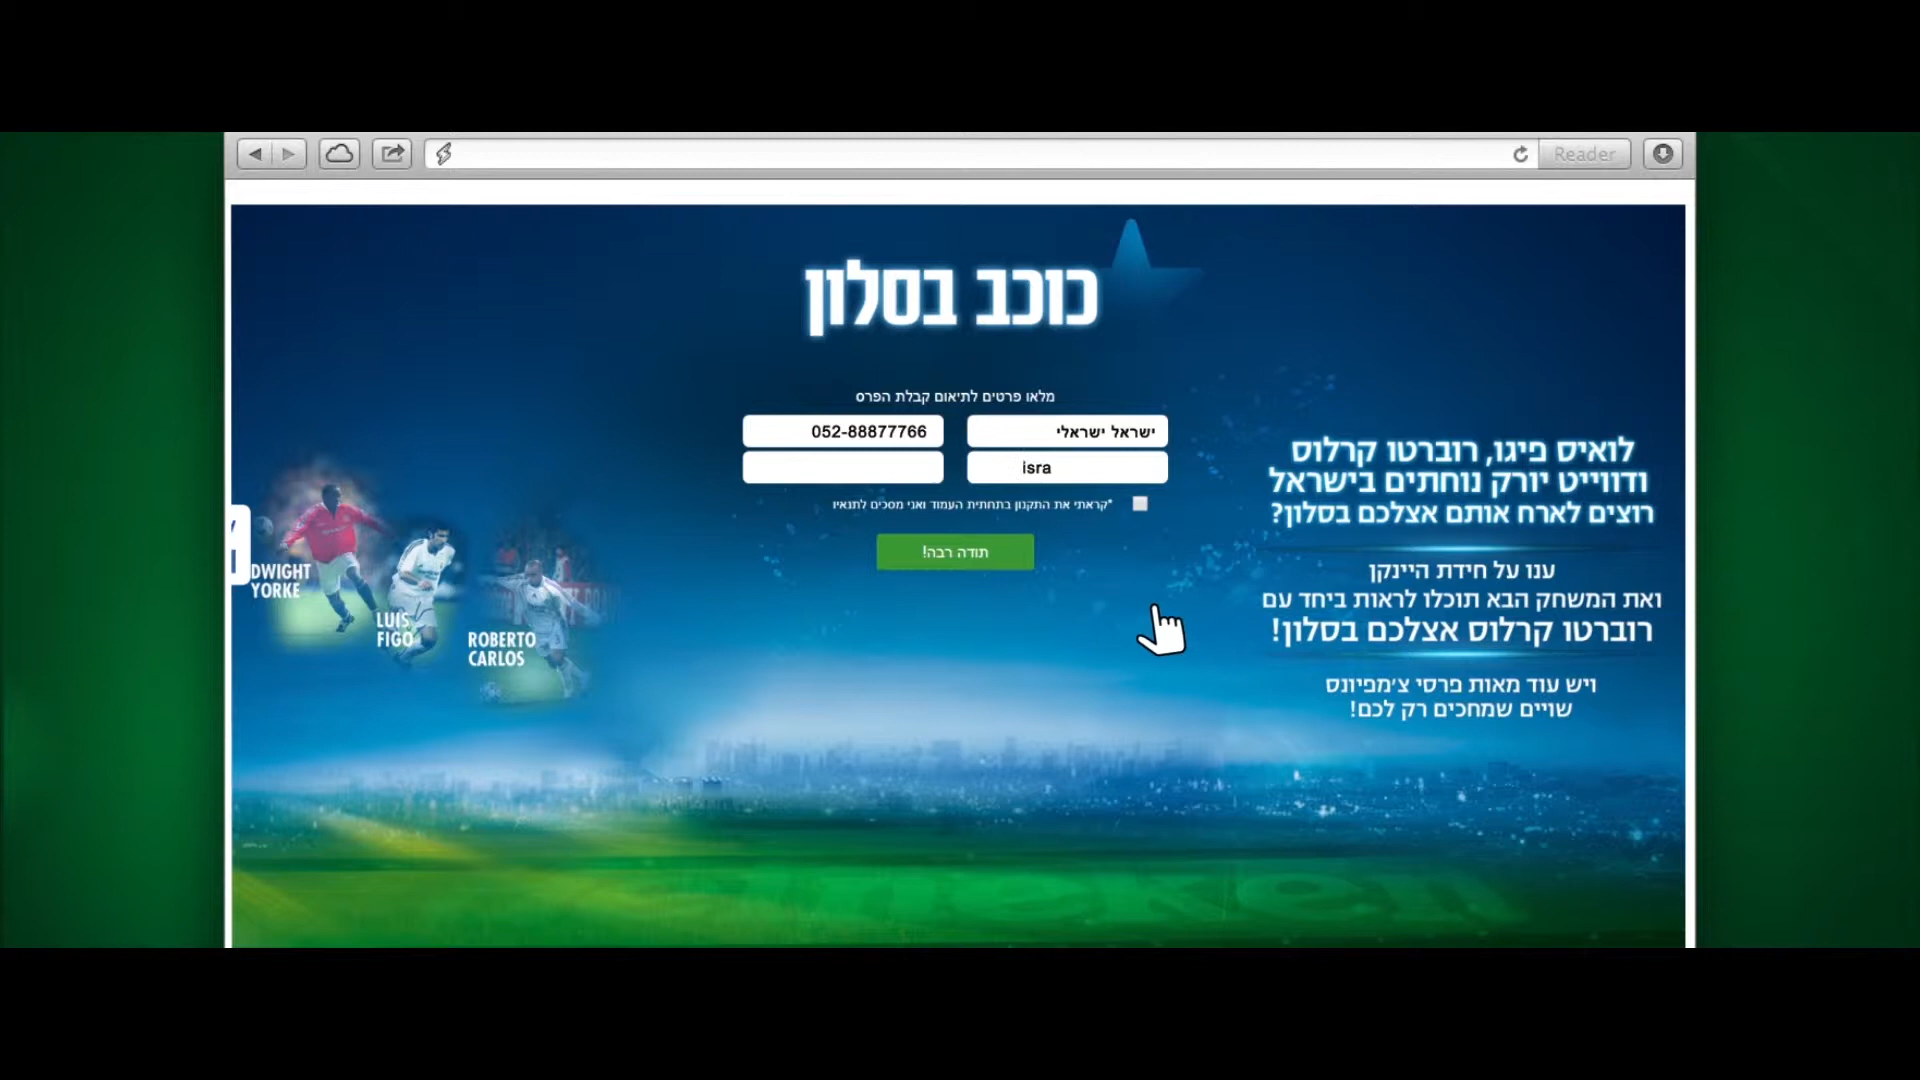 Reader
כוכב בסלון
מלאו פרטים לתיאום קבלת הפרס
ישראל ישראלי
052-88877766
isra
*קראתי את התקנון בתחתית העמוד ואני מסכים לתנאיו
תודה רבה!
לואיס פיגו, רוברטו קרלוס
ודווייט יורק נוחתים בישראל
רוצים לארח אותם אצלכם בסלון?
ענו על חידת היינקן
ואת המשחק הבא תוכלו לראות ביחד עם
רוברטו קרלוס אצלכם בסלון!
ויש עוד מאות פרסי צ'מפיונס
שווים שמחכים רק לכם!
DWIGHT
YORKE
LUIS
FIGO
ROBERTO
CARLOS